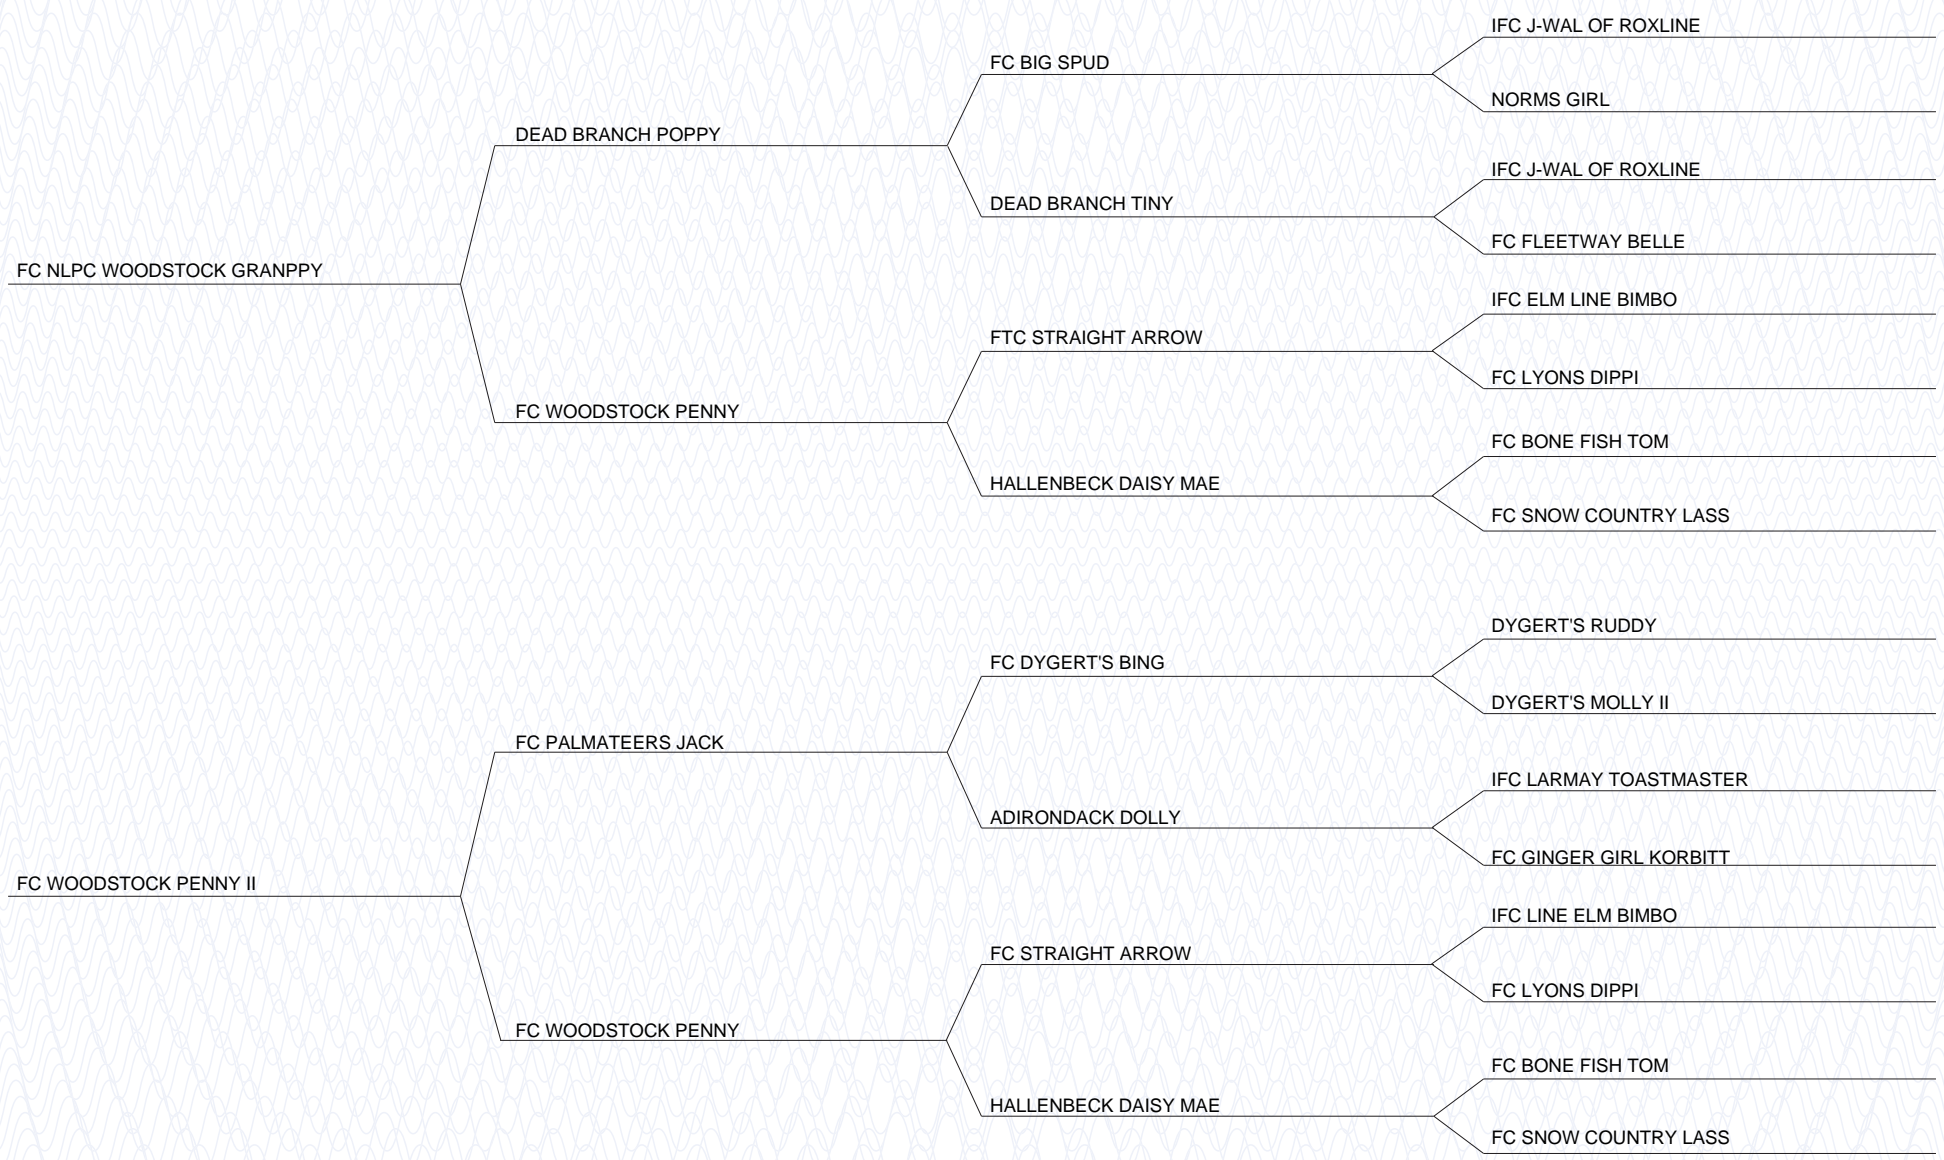 IFC J-WAL OF ROXLINE
FC BIG SPUD
NORMS GIRL
DEAD BRANCH POPPY
IFC J-WAL OF ROXLINE
DEAD BRANCH TINY
FC FLEETWAY BELLE
FC NLPC WOODSTOCK GRANPPY
IFC ELM LINE BIMBO
FTC STRAIGHT ARROW
FC LYONS DIPPI
FC WOODSTOCK PENNY
FC BONE FISH TOM
HALLENBECK DAISY MAE
FC SNOW COUNTRY LASS
DYGERT'S RUDDY
FC DYGERT'S BING
DYGERT'S MOLLY II
FC PALMATEERS JACK
IFC LARMAY TOASTMASTER
ADIRONDACK DOLLY
FC GINGER GIRL KORBITT
FC WOODSTOCK PENNY II
IFC LINE ELM BIMBO
FC STRAIGHT ARROW
FC LYONS DIPPI
FC WOODSTOCK PENNY
FC BONE FISH TOM
HALLENBECK DAISY MAE
FC SNOW COUNTRY LASS